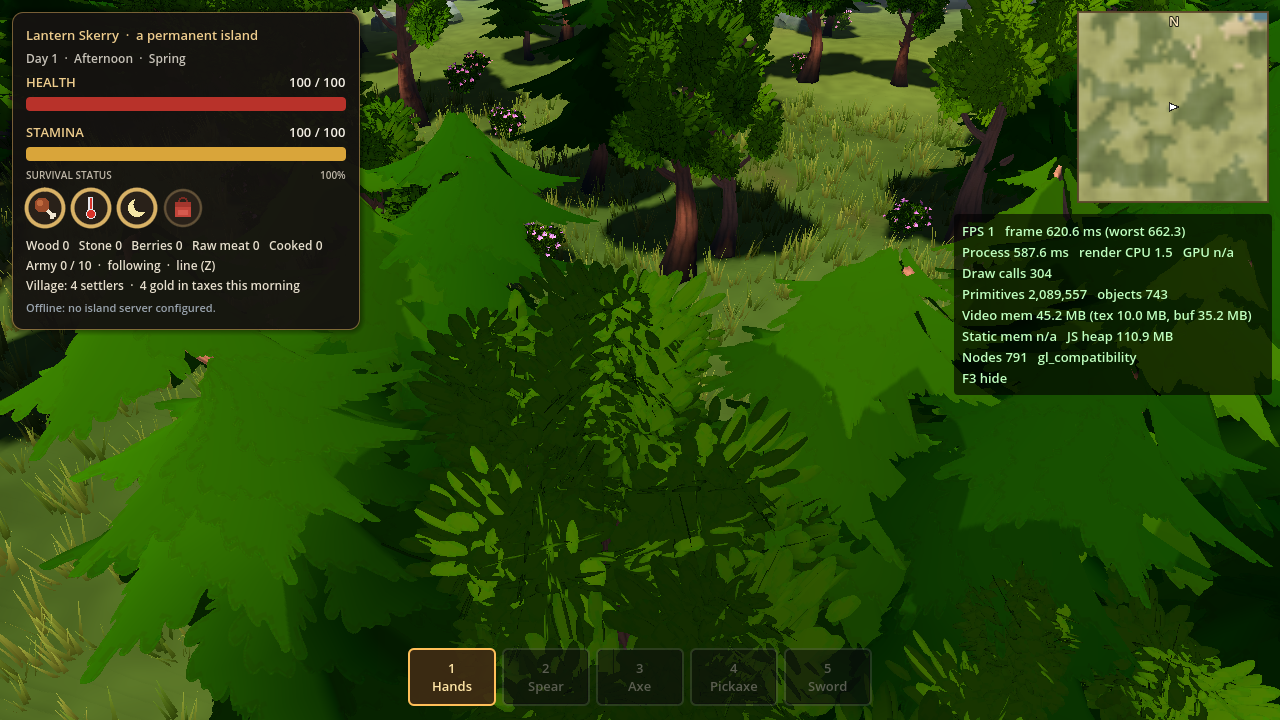 Lantern Skerry · a permanent island
Day 1 · Afternoon · Spring
HEALTH 100 / 100
STAMINA 100 / 100
SURVIVAL STATUS 100%
Wood 0 Stone 0 Berries 0 Raw meat 0 Cooked 0
Army 0 / 10 · following · line (Z)
Village: 4 settlers · 4 gold in taxes this morning
Offline: no island server configured.
N
FPS 1 frame 620.6 ms (worst 662.3)
Process 587.6 ms render CPU 1.5 GPU n/a
Draw calls 304
Primitives 2,089,557 objects 743
Video mem 45.2 MB (tex 10.0 MB, buf 35.2 MB)
Static mem n/a JS heap 110.9 MB
Nodes 791 gl_compatibility
F3 hide
1 2 3 4 5
Hands Spear Axe Pickaxe Sword